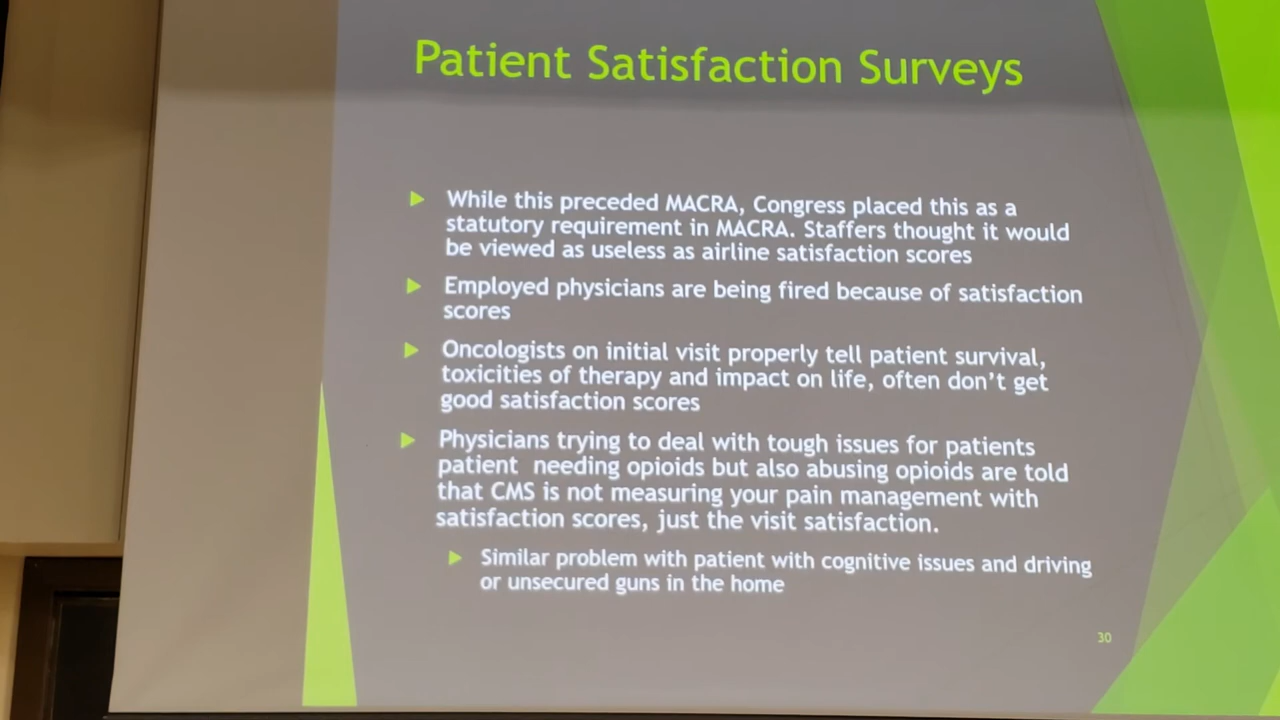 Patient Satisfaction Surveys
While this preceded MACRA, Congress placed this as a
statutory requirement in MACRA. Staffers thought it would
be viewed as useless as airline satisfaction scores
Employed physicians are being fired because of satisfaction
scores
Oncologists on initial visit properly tell patient survival,
toxicities of therapy and impact on life, often don't get
good satisfaction scores
Physicians trying to deal with tough issues for patients
patient needing opioids but also abusing opioids are told
that CMS is not measuring your pain management with
satisfaction scores, just the visit satisfaction.
Similar problem with patient with cognitive issues and driving
or unsecured guns in the home
30